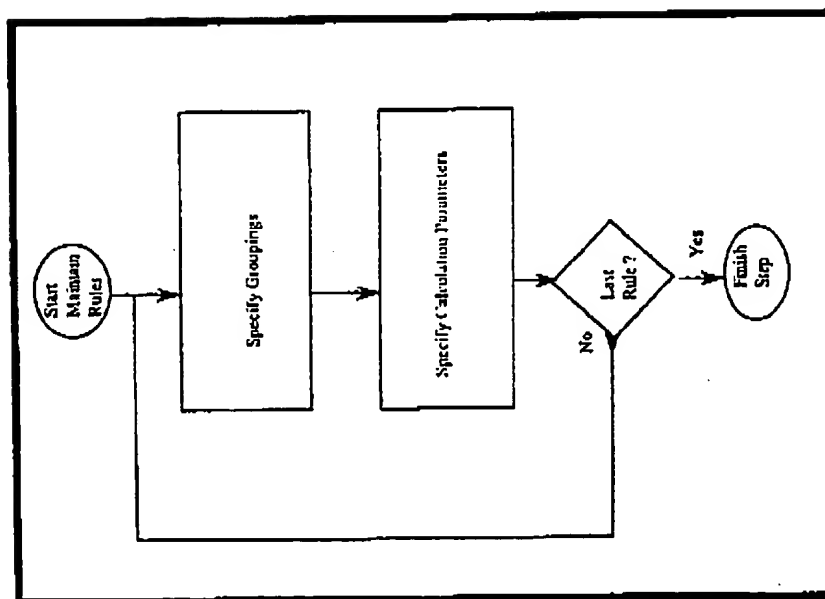 Start
Maintain
Rules
Specify Groupings
Specify Calculation Parameters
Last
Rule ?
No
Yes
Finish
Step